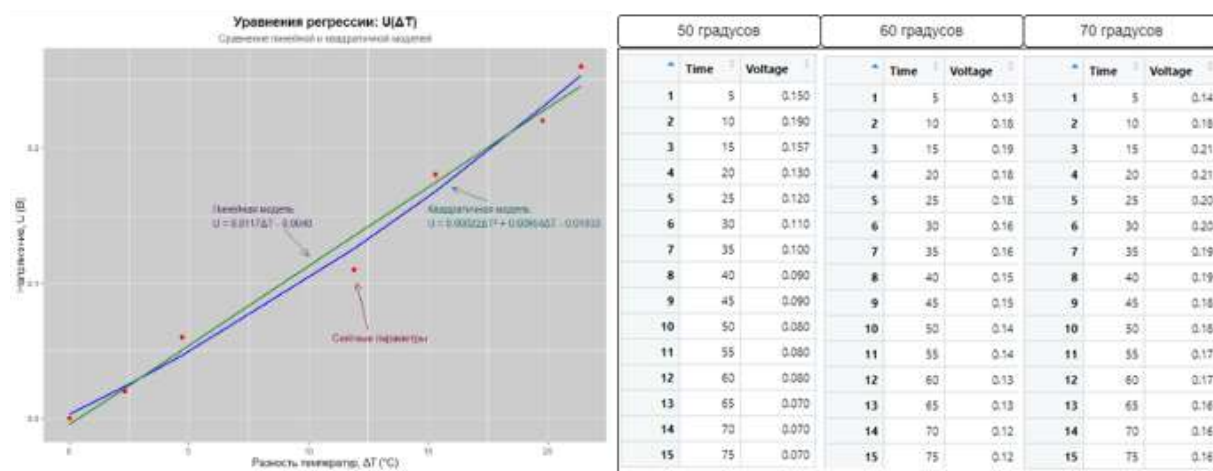 Уравнения регрессии: U(ΔT)
Сравнение линейной и квадратичной моделей
Напряжение, U (В)
0.2
0.1
0.0
Линейная модель
U = 0.0117ΔT - 0.0040
Квадратичная модель
Снятые параметры
0
5
10
15
20
Разность температур, ΔT (°C)
50 градусов
60 градусов
70 градусов
Time Voltage Time Voltage Time Voltage
1 5 0.150 1 5 0.13 1 5 0.14
2 10 0.190 2 10 0.18 2 10 0.18
3 15 0.157 3 15 0.19 3 15 0.21
4 20 0.130 4 20 0.18 4 20 0.21
5 25 0.120 5 25 0.18 5 25 0.20
6 30 0.110 6 30 0.16 6 30 0.20
7 35 0.100 7 35 0.16 7 35 0.19
8 40 0.090 8 40 0.15 8 40 0.19
9 45 0.090 9 45 0.15 9 45 0.18
10 50 0.080 10 50 0.14 10 50 0.18
11 55 0.080 11 55 0.14 11 55 0.17
12 60 0.080 12 60 0.13 12 60 0.17
13 65 0.070 13 65 0.13 13 65 0.16
14 70 0.070 14 70 0.12 14 70 0.16
15 75 0.070 15 75 0.12 15 75 0.16